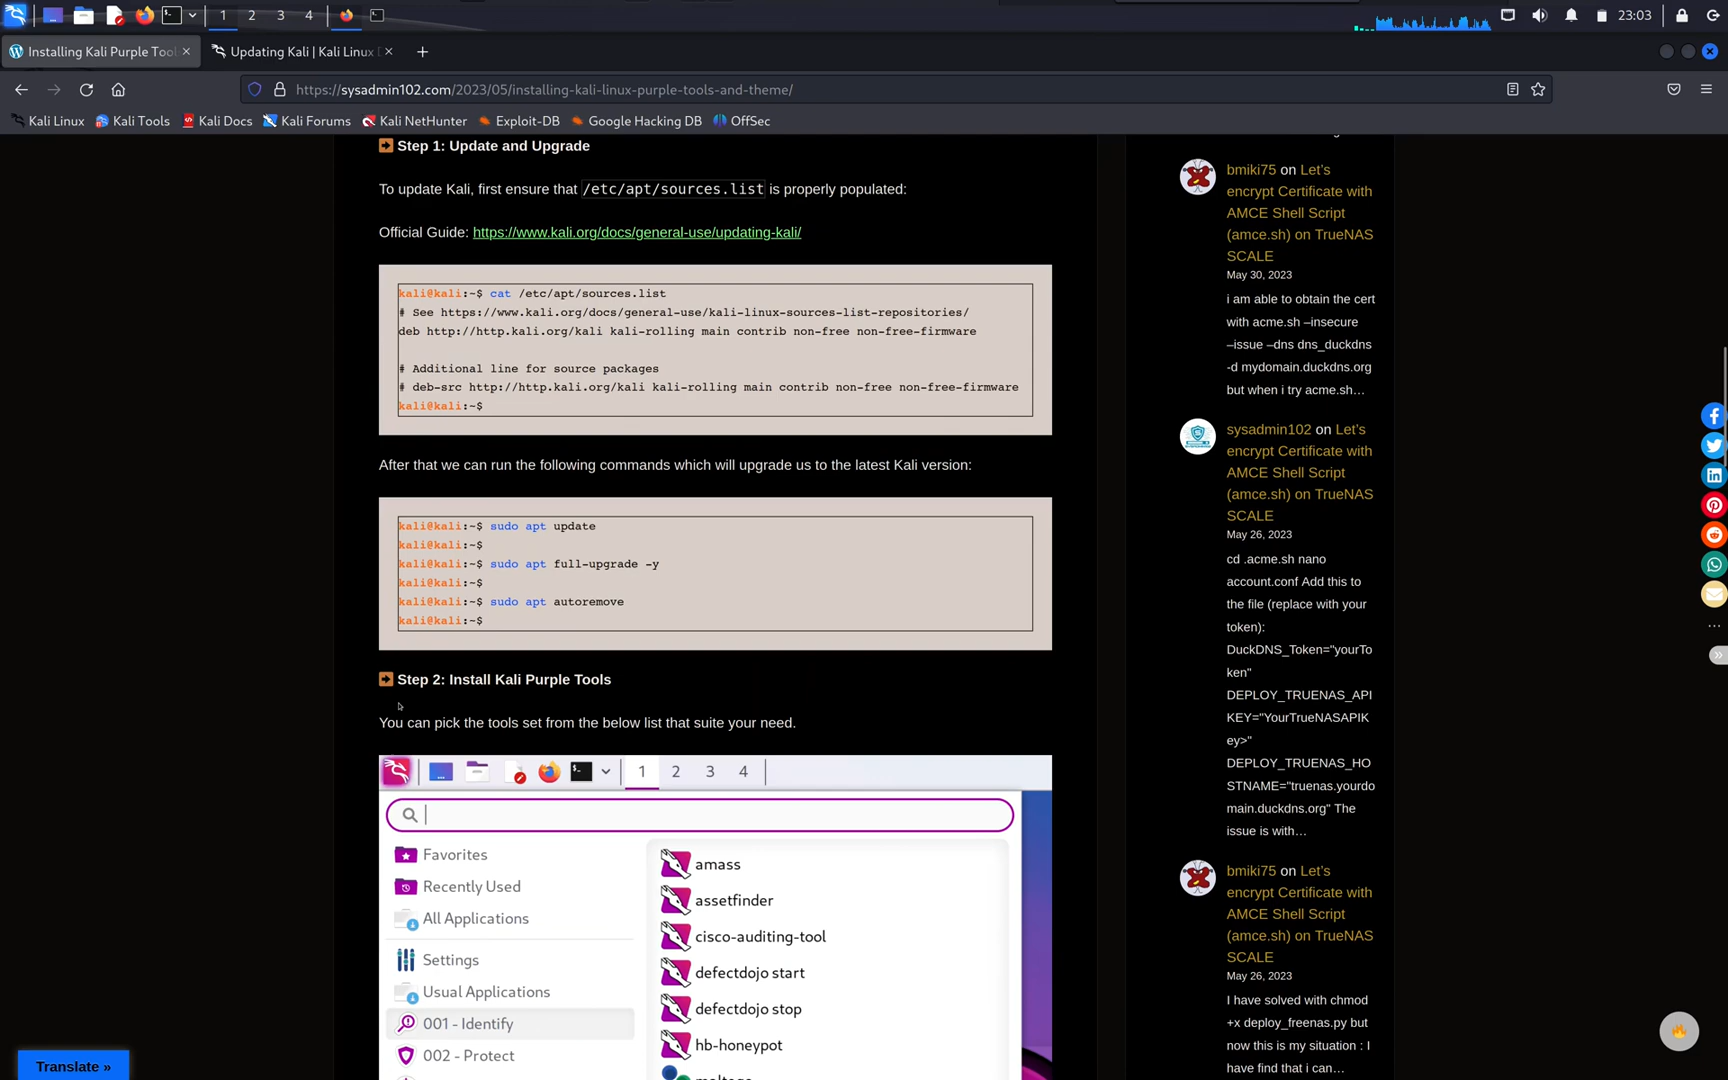 1
2
3
4
23:03
Installing Kali Purple Tool
Updating Kali | Kali Linux
https://sysadmin102.com/2023/05/installing-kali-linux-purple-tools-and-theme/
Kali Linux
Kali Tools
Kali Docs
Kali Forums
Kali NetHunter
Exploit-DB
Google Hacking DB
OffSec
Step 1: Update and Upgrade
To update Kali, first ensure that /etc/apt/sources.list is properly populated:
Official Guide: https://www.kali.org/docs/general-use/updating-kali/
kali@kali:~$ cat /etc/apt/sources.list
# See https://www.kali.org/docs/general-use/kali-linux-sources-list-repositories/
deb http://http.kali.org/kali kali-rolling main contrib non-free non-free-firmware
# Additional line for source packages
# deb-src http://http.kali.org/kali kali-rolling main contrib non-free non-free-firmware
kali@kali:~$
After that we can run the following commands which will upgrade us to the latest Kali version:
kali@kali:~$ sudo apt update
kali@kali:~$
kali@kali:~$ sudo apt full-upgrade -y
kali@kali:~$
kali@kali:~$ sudo apt autoremove
kali@kali:~$
Step 2: Install Kali Purple Tools
You can pick the tools set from the below list that suite your need.
1
2
3
4
Favorites
Recently Used
All Applications
Settings
Usual Applications
001 - Identify
002 - Protect
amass
assetfinder
cisco-auditing-tool
defectdojo start
defectdojo stop
hb-honeypot
bmiki75 on Let's
encrypt Certificate with
AMCE Shell Script
(amce.sh) on TrueNAS
SCALE
May 30, 2023
i am able to obtain the cert
with acme.sh –insecure
–issue –dns dns_duckdns
-d mydomain.duckdns.org
but when i try acme.sh…
sysadmin102 on Let's
encrypt Certificate with
AMCE Shell Script
(amce.sh) on TrueNAS
SCALE
May 26, 2023
cd .acme.sh nano
account.conf Add this to
the file (replace with your
token):
DuckDNS_Token="yourTo
ken"
DEPLOY_TRUENAS_API
KEY="YourTrueNASAPIK
ey>"
DEPLOY_TRUENAS_HO
STNAME="truenas.yourdo
main.duckdns.org" The
issue is with…
bmiki75 on Let's
encrypt Certificate with
AMCE Shell Script
(amce.sh) on TrueNAS
SCALE
May 26, 2023
I have solved with chmod
+x deploy_freenas.py but
now this is my situation : I
have find that i can…
Translate »